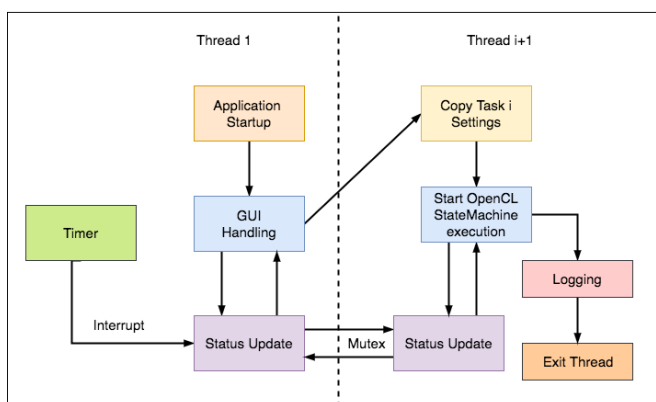 Thread 1
Thread i+1
Application
Startup
Copy Task i
Settings
Timer
GUI
Handling
Start OpenCL
StateMachine
execution
Logging
Interrupt
Status Update
Mutex
Status Update
Exit Thread